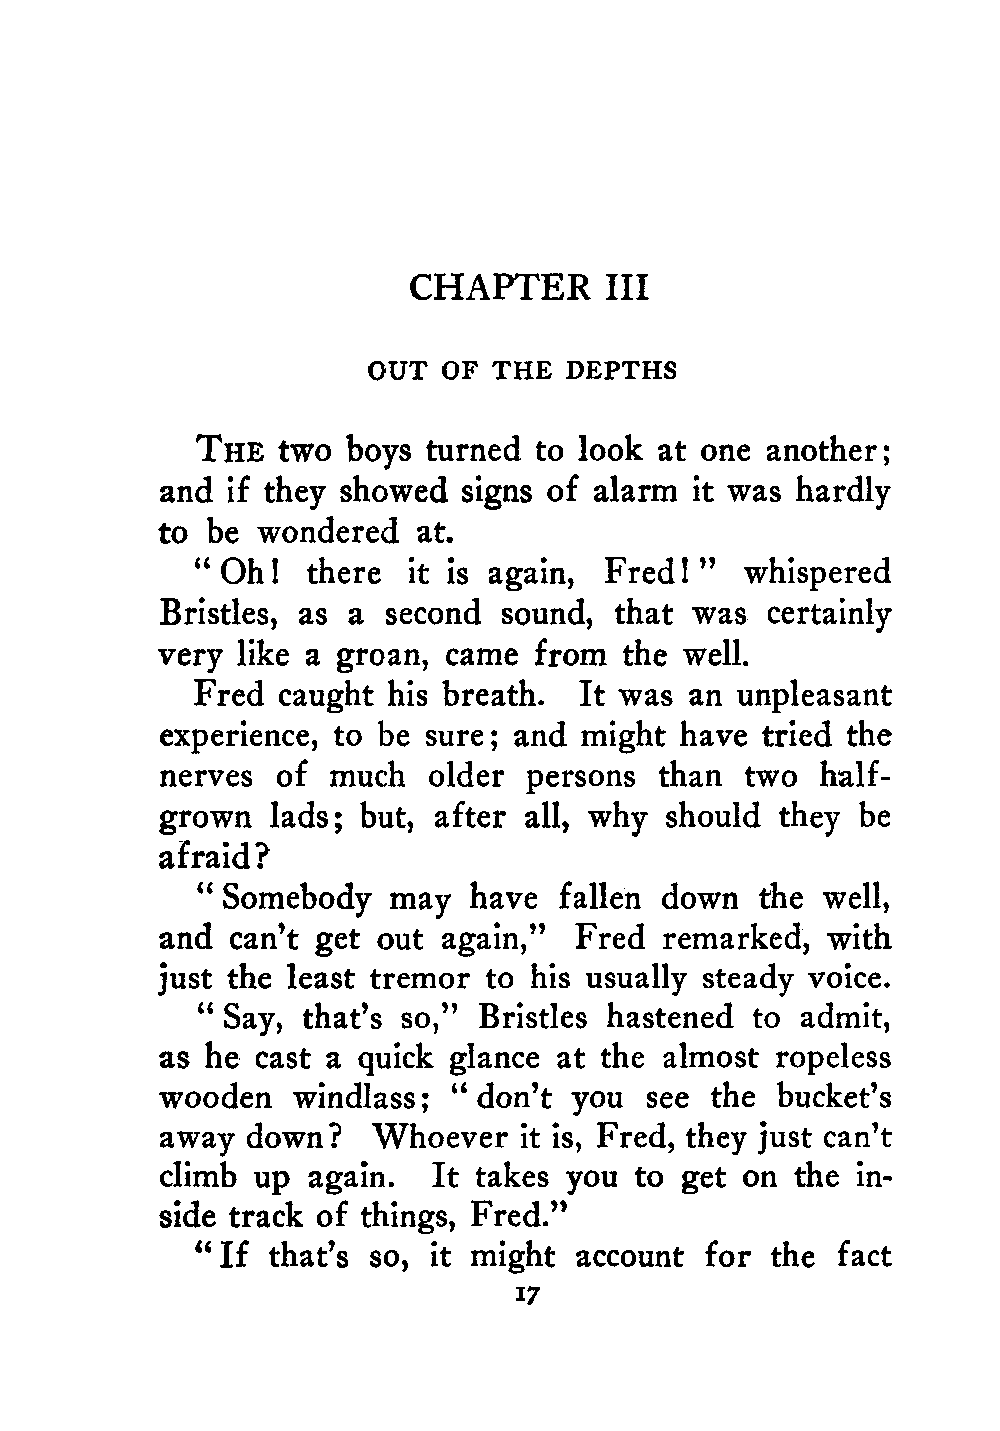 CHAPTER III
OUT OF THE DEPTHS
THE two boys turned to look at one another;
and if they showed signs of alarm it was hardly
to be wondered at.
“Oh! there it is again, Fred!” whispered
Bristles, as a second sound, that was certainly
very like a groan, came from the well.
Fred caught his breath. It was an unpleasant
experience, to be sure; and might have tried the
nerves of much older persons than two half-
grown lads; but, after all, why should they be
afraid?
“Somebody may have fallen down the well,
and can't get out again,” Fred remarked, with
just the least tremor to his usually steady voice.
“Say, that's so,” Bristles hastened to admit,
as he cast a quick glance at the almost ropeless
wooden windlass; “don't you see the bucket's
away down? Whoever it is, Fred, they just can't
climb up again. It takes you to get on the in-
side track of things, Fred.”
“If that's so, it might account for the fact
17